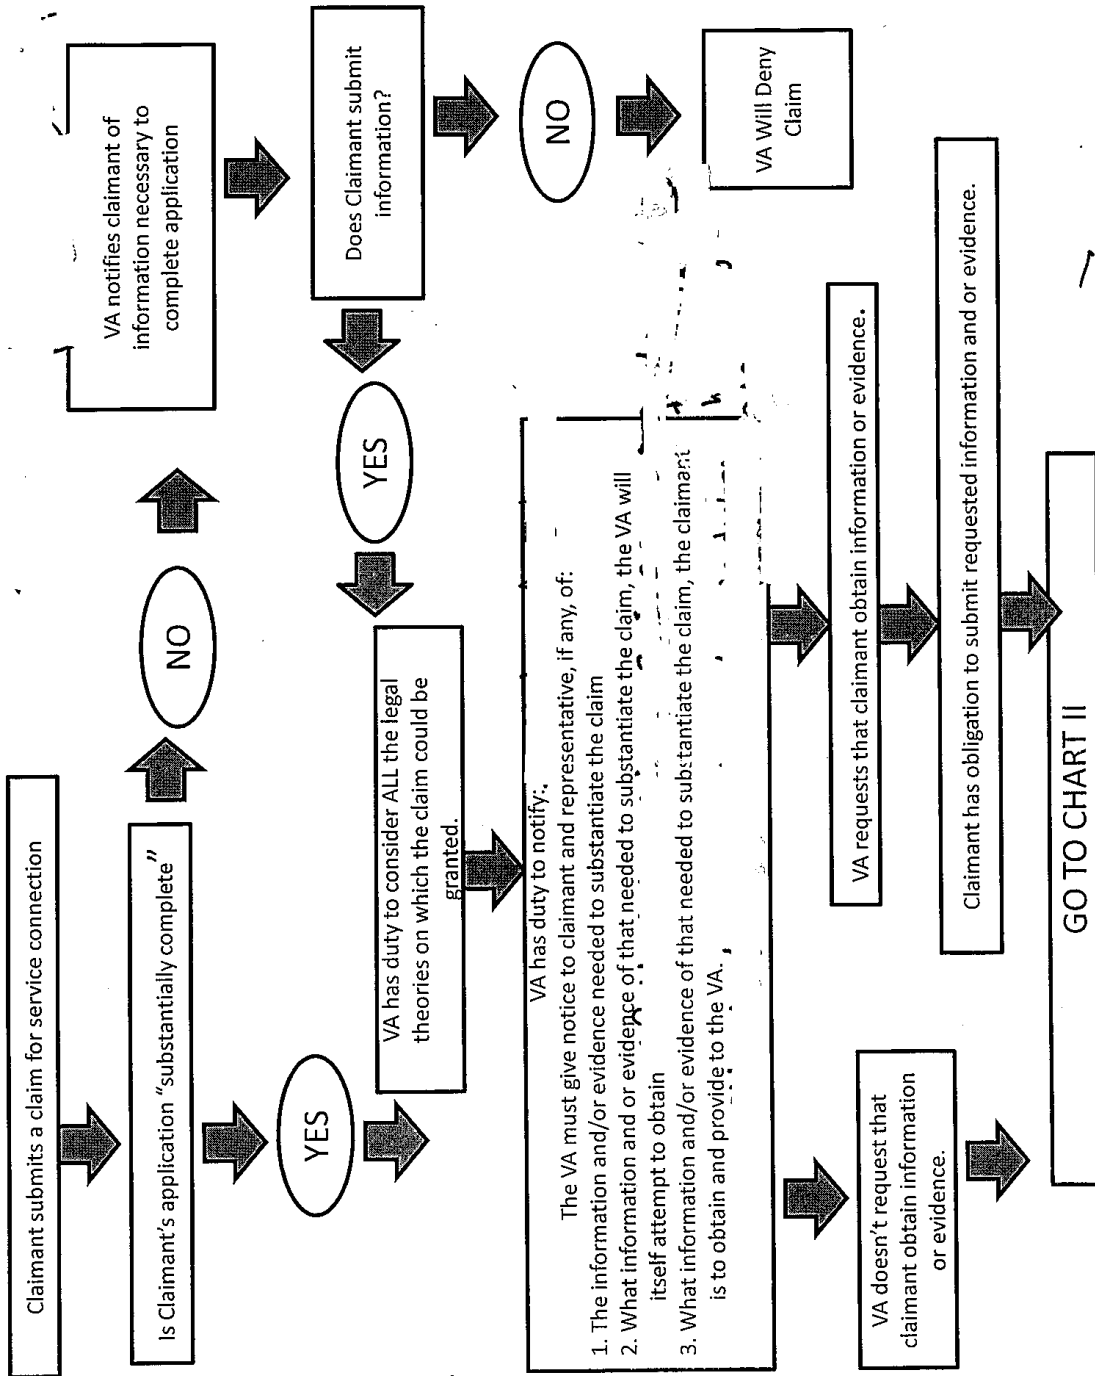 Claimant submits a claim for service connection
Is Claimant's application "substantially complete"
NO
VA notifies claimant of
information necessary to
complete application
Does Claimant submit
information?
NO
VA Will Deny
Claim
YES
YES
VA has duty to consider ALL the legal
theories on which the claim could be
granted.
VA has duty to notify:
The VA must give notice to claimant and representative, if any, of:
1. The information and/or evidence needed to substantiate the claim
2. What information and or evidence of that needed to substantiate the claim, the VA will
itself attempt to obtain
3. What information and/or evidence of that needed to substantiate the claim, the claimant
is to obtain and provide to the VA.
VA doesn't request that
claimant obtain information
or evidence.
VA requests that claimant obtain information or evidence.
Claimant has obligation to submit requested information and or evidence.
GO TO CHART II